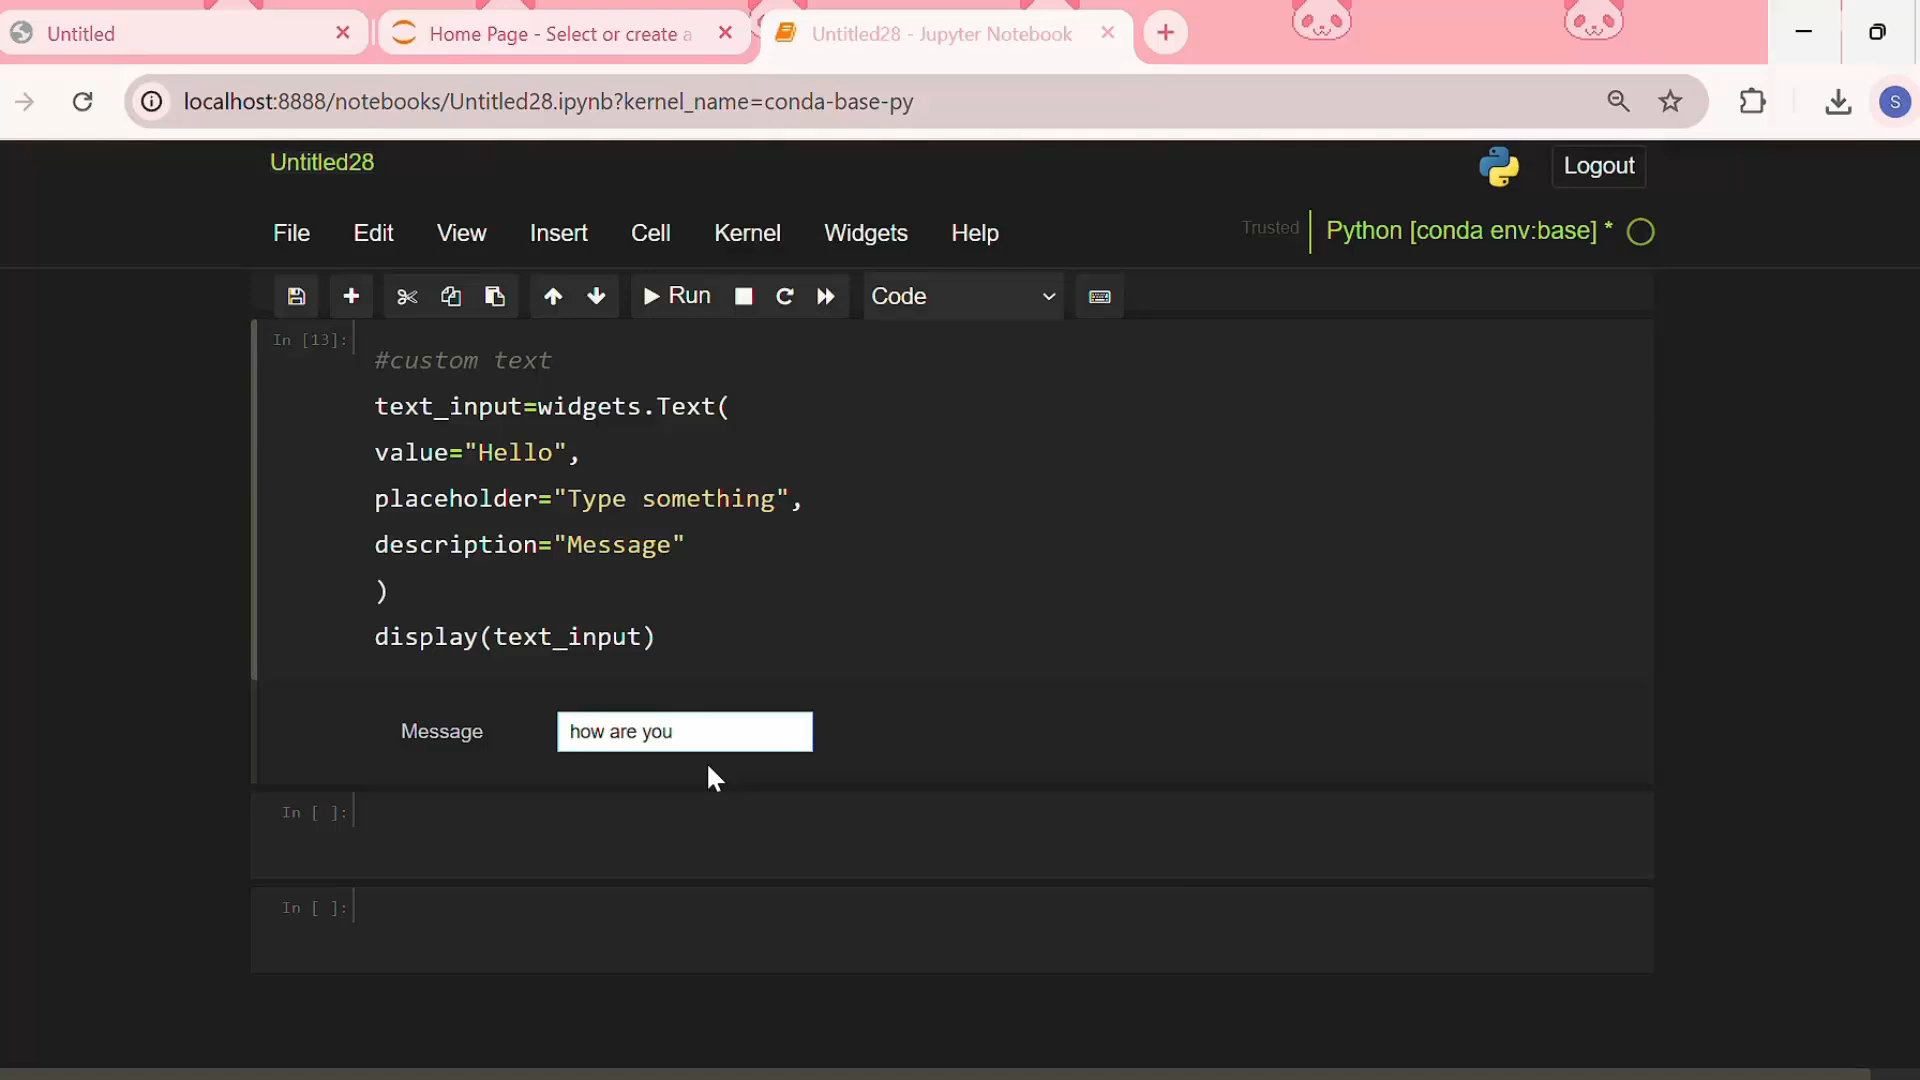 Untitled
Home Page - Select or create a
Untitled28 - Jupyter Notebook
localhost:8888/notebooks/Untitled28.ipynb?kernel_name=conda-base-py
S
Untitled28
Logout
File Edit View Insert Cell Kernel Widgets Help
Trusted
Python [conda env:base] *
Run
Code
In [13]:
#custom text
text_input=widgets.Text(
value="Hello",
placeholder="Type something",
description="Message"
)
display(text_input)
Message
how are you
In [ ]:
In [ ]: